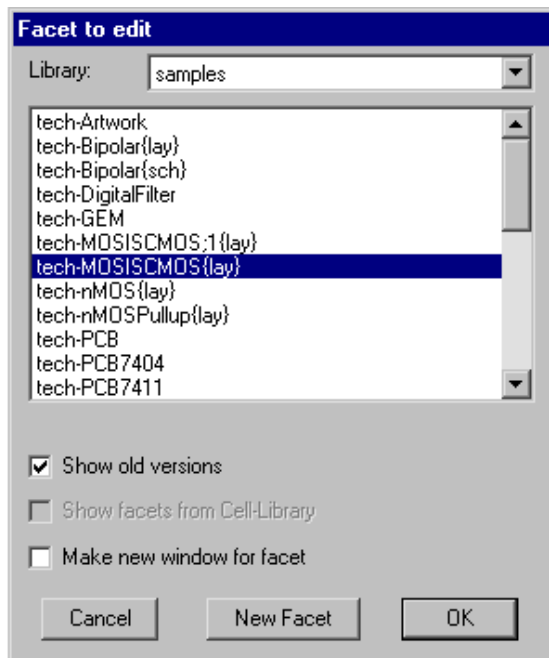 Facet to edit
Library: samples
tech-Artwork
tech-Bipolar{lay}
tech-Bipolar{sch}
tech-DigitalFilter
tech-GEM
tech-MOSISCMOS;1{lay}
tech-MOSISCMOS{lay}
tech-nMOS{lay}
tech-nMOSPullup{lay}
tech-PCB
tech-PCB7404
tech-PCB7411
Show old versions
Show facets from Cell-Library
Make new window for facet
Cancel New Facet OK